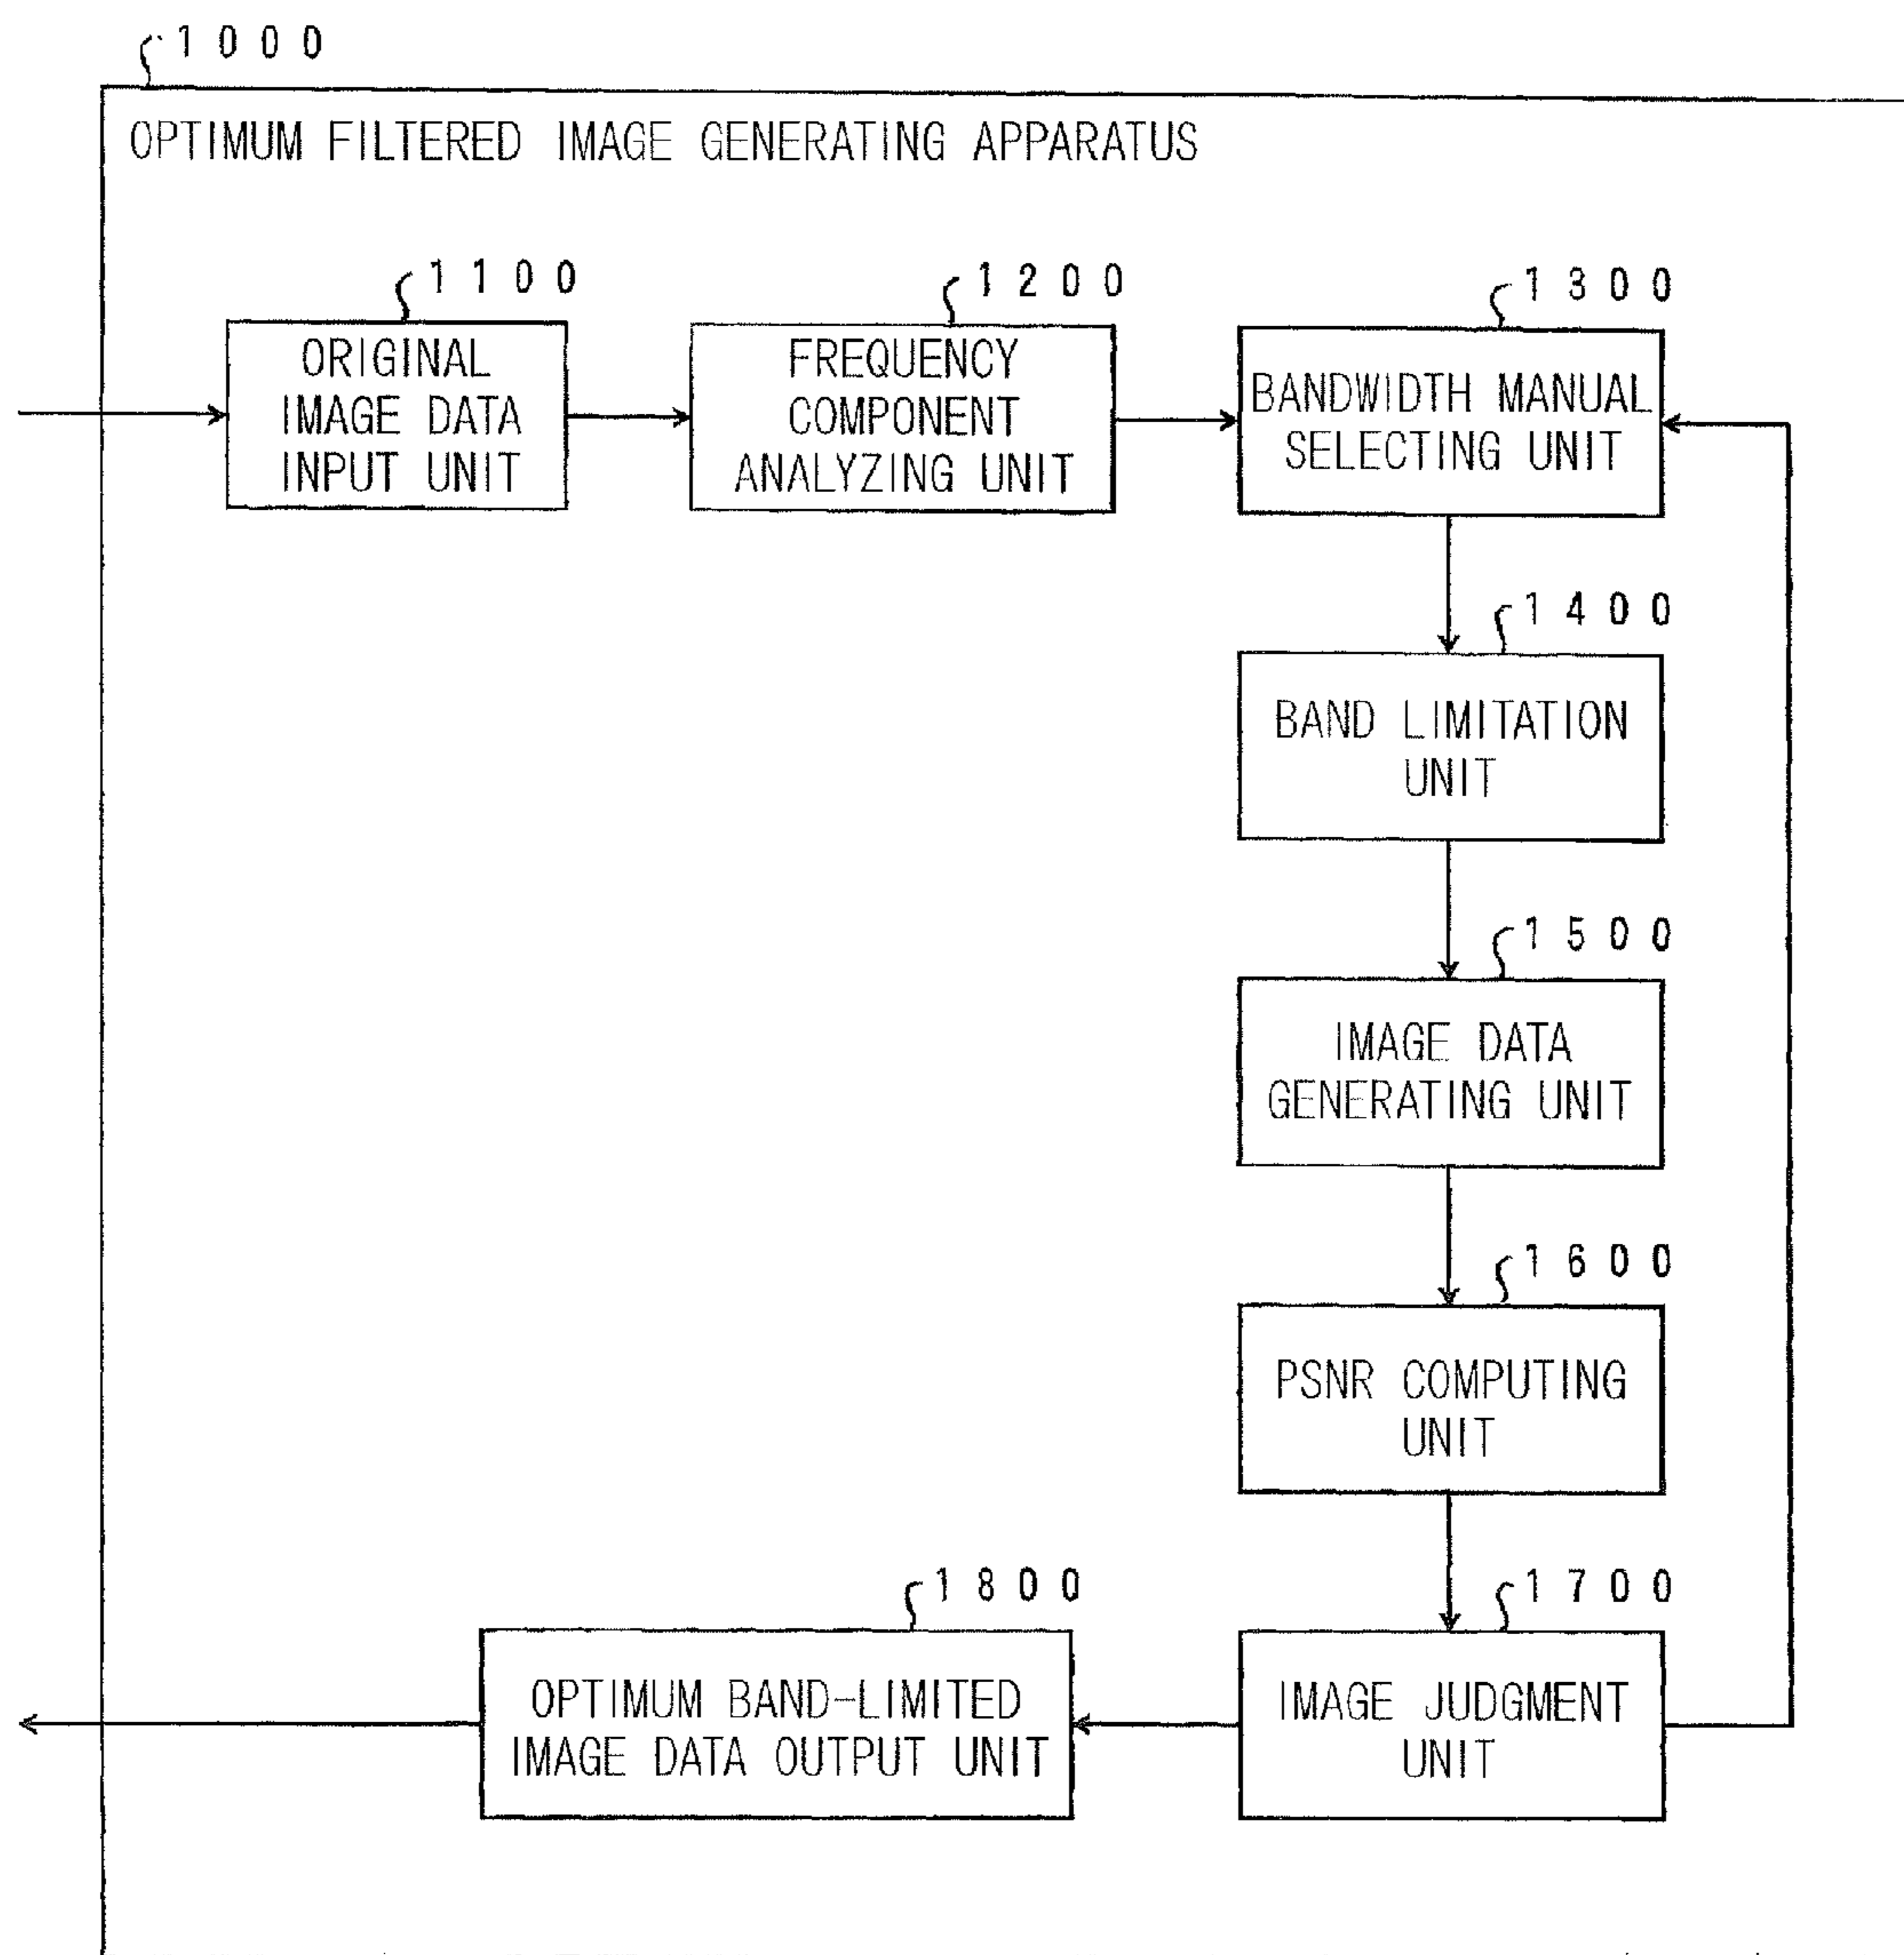 1000
OPTIMUM FILTERED IMAGE GENERATING APPARATUS
1100
ORIGINAL
IMAGE DATA
INPUT UNIT
1200
FREQUENCY
COMPONENT
ANALYZING UNIT
1300
BANDWIDTH MANUAL
SELECTING UNIT
1400
BAND LIMITATION
UNIT
1500
IMAGE DATA
GENERATING UNIT
1600
PSNR COMPUTING
UNIT
1700
IMAGE JUDGMENT
UNIT
1800
OPTIMUM BAND-LIMITED
IMAGE DATA OUTPUT UNIT